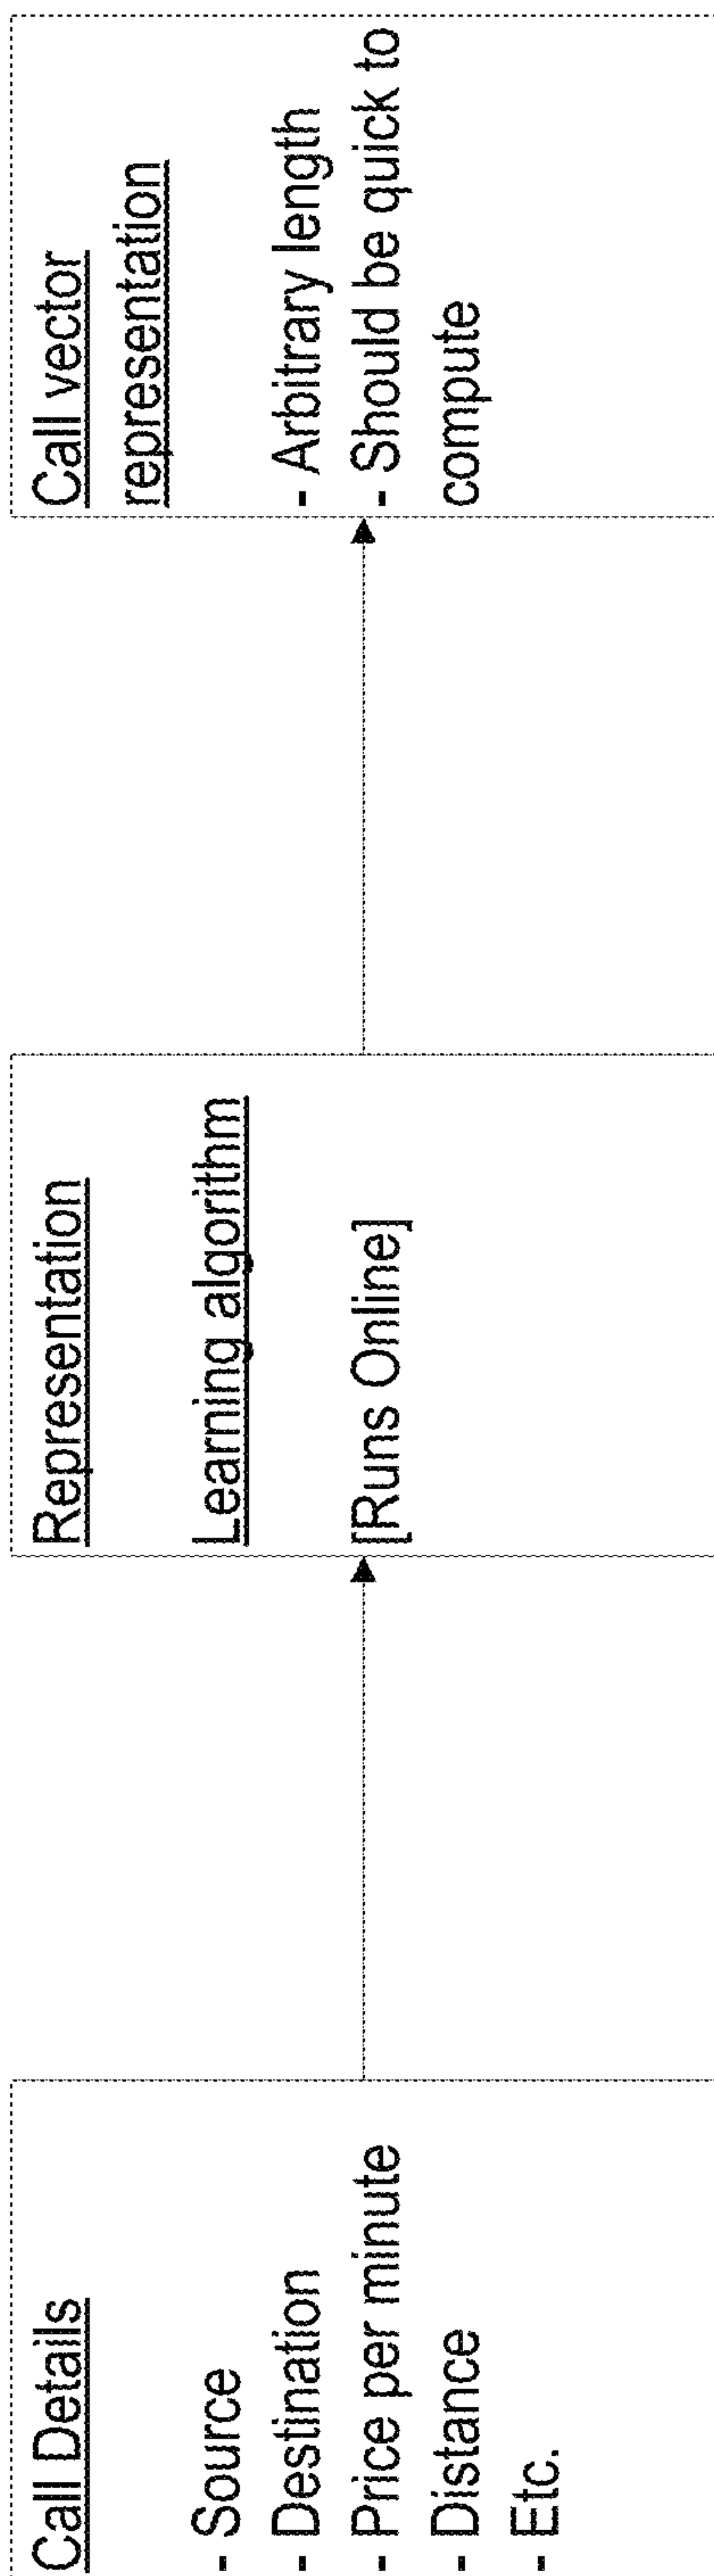 Call Details
- Source
- Destination
- Price per minute
- Distance
- Etc.
Representation
Learning algorithm
[Runs Online]
Call vector
representation
- Arbitrary length
- Should be quick to
compute